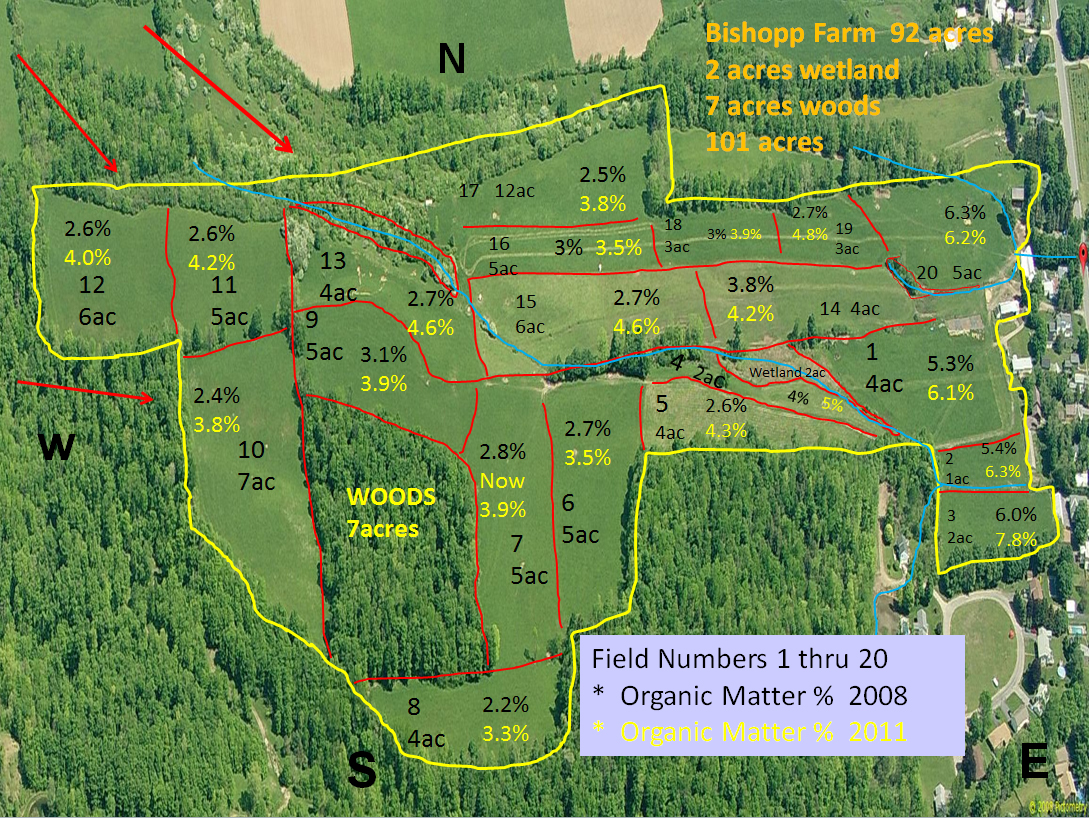 N
Bishopp Farm 92 acres
2 acres wetland
7 acres woods
101 acres
17 12ac
2.5%
3.8%
2.6%
4.0%
12
6ac
2.6%
4.2%
11
5ac
13
4ac
2.7%
4.6%
16
5ac
3% 3.5%
18
3ac
3% 3.9%
2.7%
4.8%
19
3ac
6.3%
6.2%
20 5ac
15
6ac
2.7%
4.6%
3.8%
4.2%
14 4ac
9
5ac
3.1%
3.9%
4 2ac
Wetland 2ac
4% 5%
1
4ac
5.3%
6.1%
5
4ac
2.6%
4.3%
2.4%
3.8%
10
7ac
W
WOODS
7acres
2.8%
Now
3.9%
7
5ac
2.7%
3.5%
6
5ac
2
1ac
5.4%
6.3%
3
2ac
6.0%
7.8%
8
4ac
2.2%
3.3%
S
Field Numbers 1 thru 20
* Organic Matter % 2008
* Organic Matter % 2011
E
© 2009 Pictometry